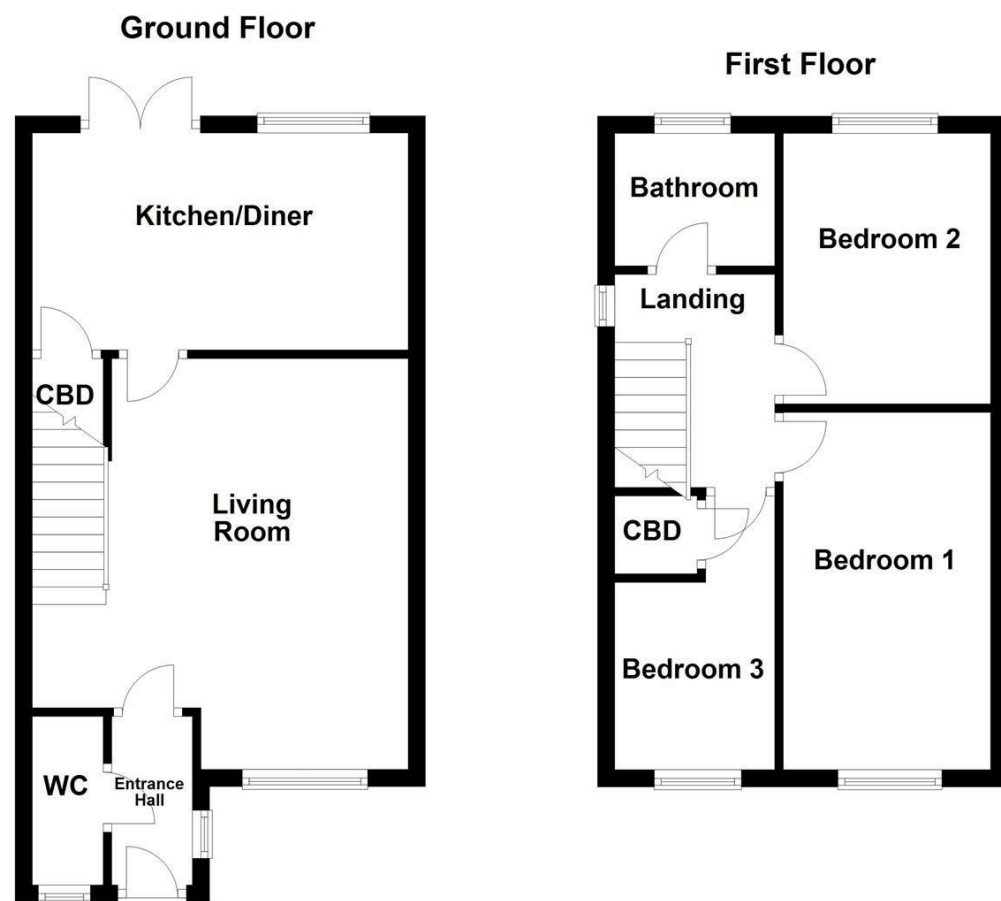 Ground Floor
Kitchen/Diner
CBD
Living
Room
WC
Entrance
Hall
First Floor
Bathroom
Bedroom 2
Landing
CBD
Bedroom 1
Bedroom 3